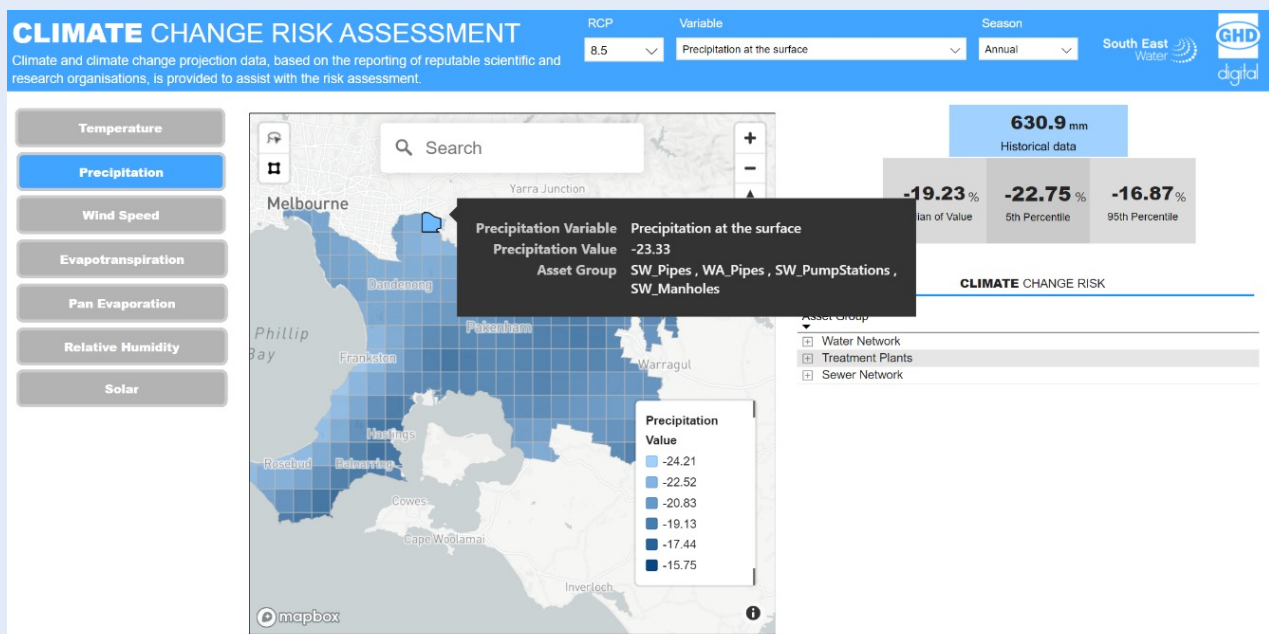 CLIMATE CHANGE RISK ASSESSMENT
Climate and climate change projection data, based on the reporting of reputable scientific and
research organisations, is provided to assist with the risk assessment.
RCP
8.5
Variable
Precipitation at the surface
Season
Annual
South East
Water
GHD
digital
Temperature
Precipitation
Wind Speed
Evapotranspiration
Pan Evaporation
Relative Humidity
Solar
Search
Yarra Junction
Melbourne
Dandenong
Pakenham
Phillip
Bay
Frankston
Warragul
Hastings
Rosebud
Balnarring
Cowes
Cape Woolamai
Inverloch
mapbox
Precipitation Variable Precipitation at the surface
Precipitation Value -23.33
Asset Group SW_Pipes , WA_Pipes , SW_PumpStations ,
SW_Manholes
Precipitation
Value
-24.21
-22.52
-20.83
-19.13
-17.44
-15.75
630.9 mm
Historical data
-19.23 %
of Value
-22.75 %
5th Percentile
-16.87 %
95th Percentile
CLIMATE CHANGE RISK
Asset Group
Water Network
Treatment Plants
Sewer Network